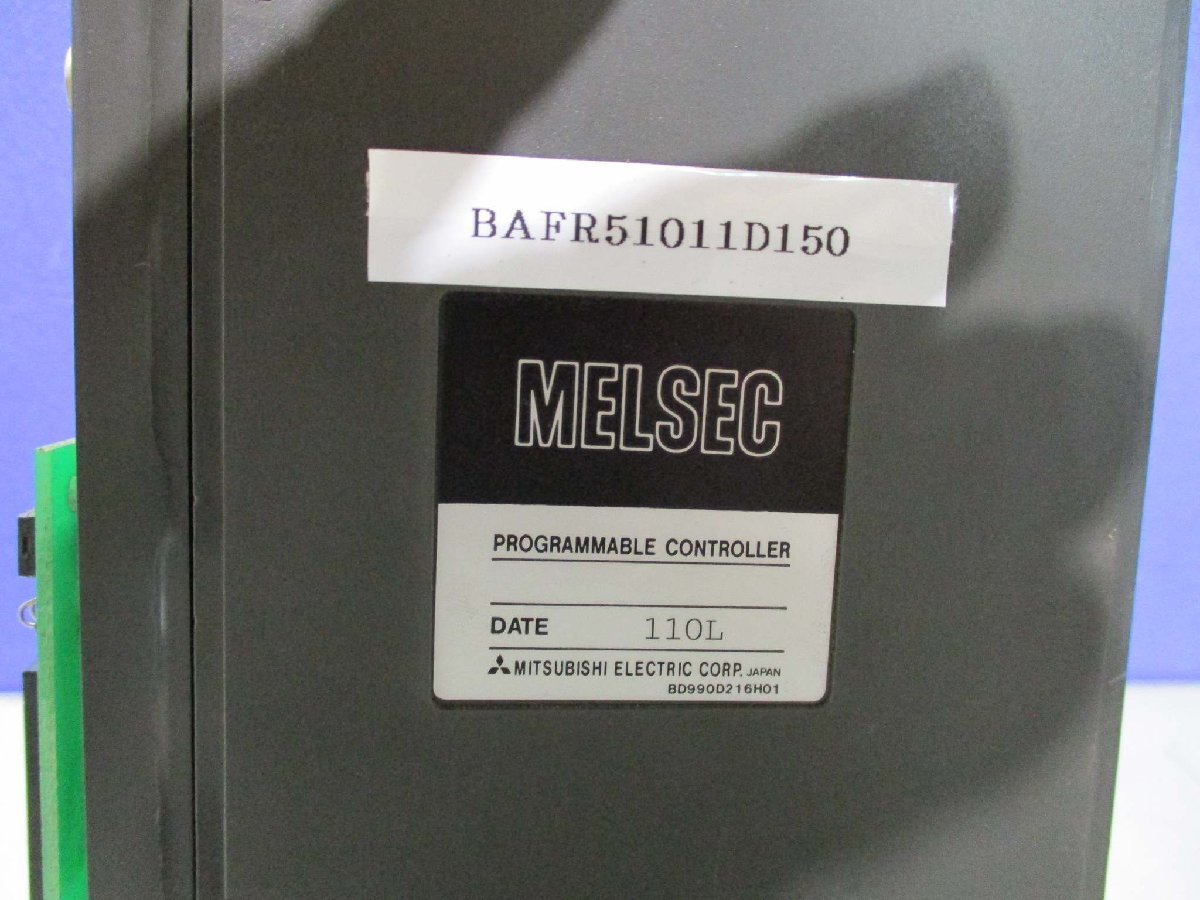 BAFR51011D150
MELSEC
PROGRAMMABLE CONTROLLER
DATE 110L
MITSUBISHI ELECTRIC CORP. JAPAN
BD990D216H01